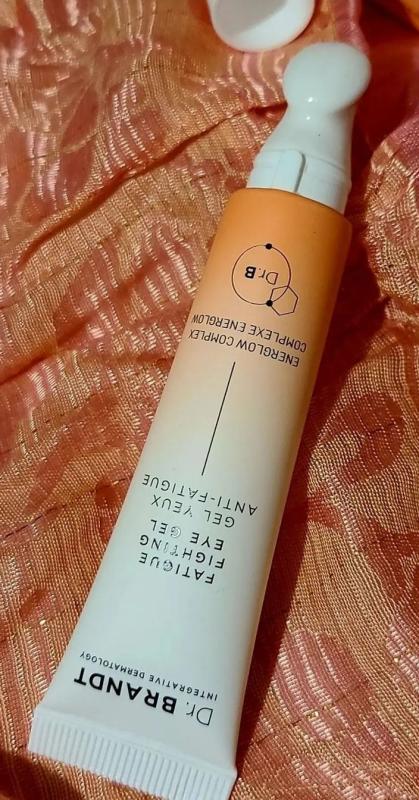 Dr. BRANDT
INTEGRATIVE DERMATOLOGY
FATIGUE
FIGHTING
EYE GEL
GEL YEUX
ANTI-FATIGUE
ENERGLOW COMPLEX
COMPLEXE ENERGLOW
Dr.B